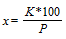 x = K*100
P